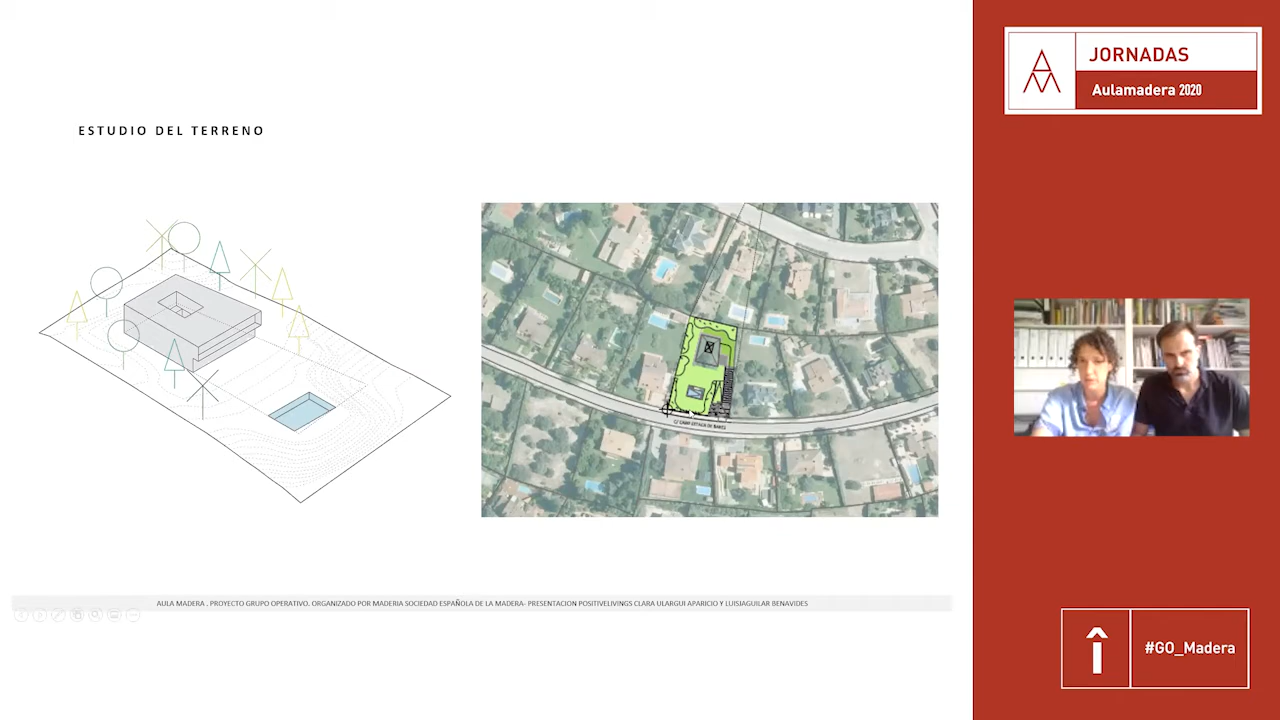 ESTUDIO DEL TERRENO
AULA MADERA . PROYECTO GRUPO OPERATIVO. ORGANIZADO POR MADERIA SOCIEDAD ESPAÑOLA DE LA MADERA- PRESENTACION POSITIVELIVINGS CLARA ULARGUI APARICIO Y LUISJAGUILAR BENAVIDES
JORNADAS
Aulamadera 2020
#GO_Madera